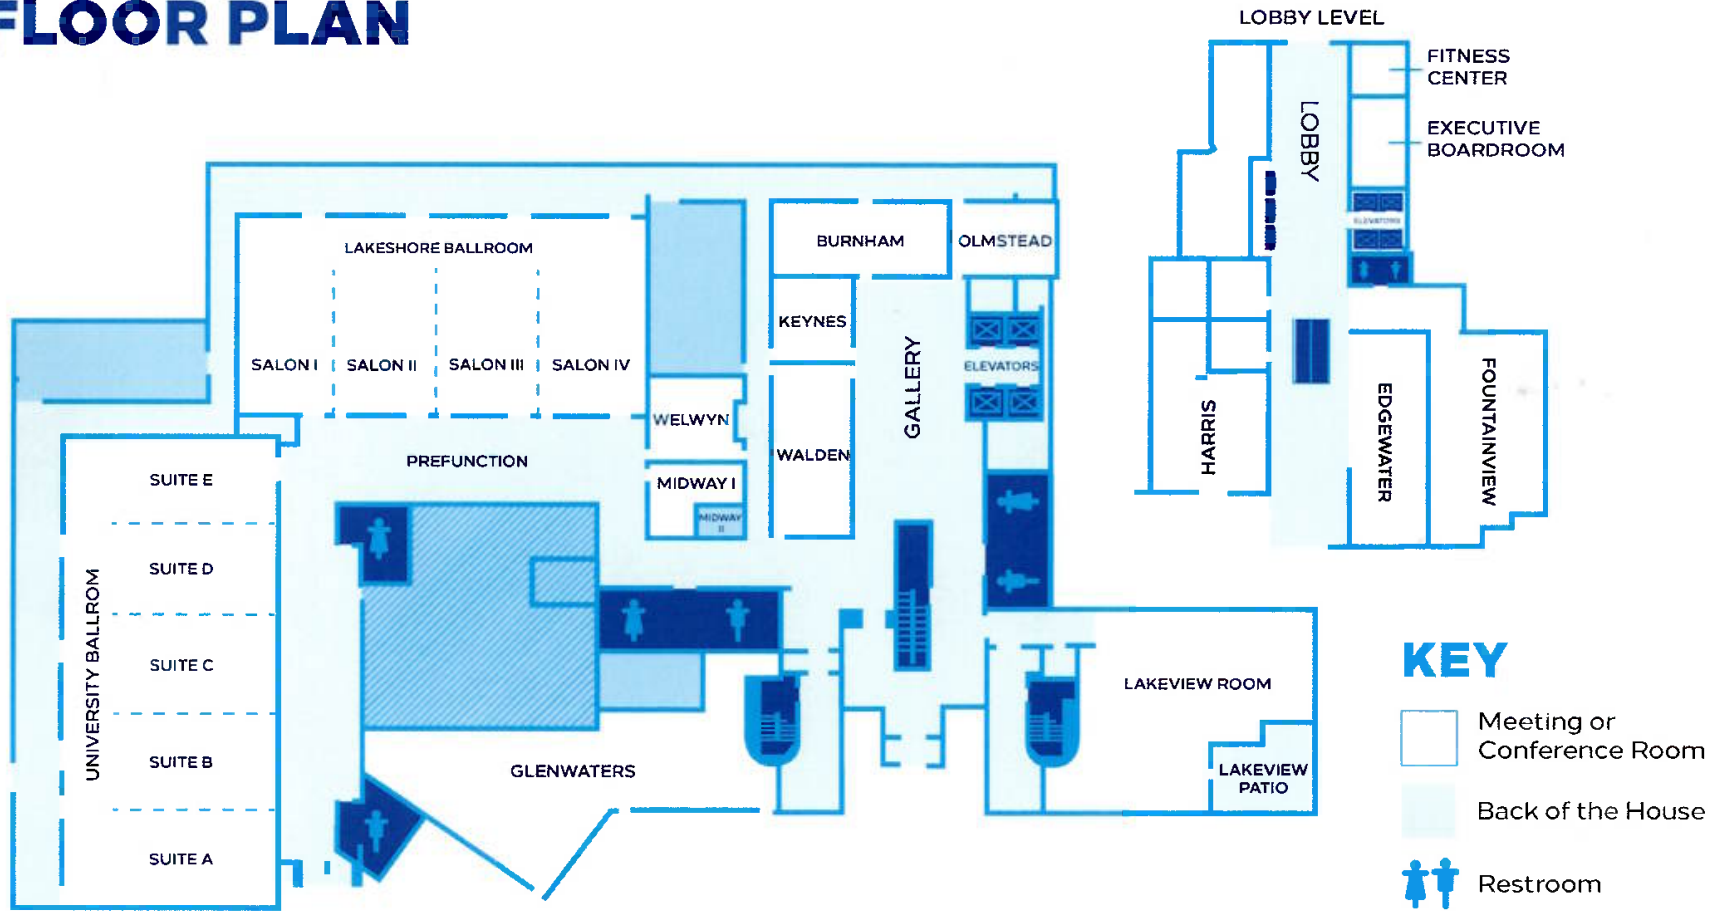 FLOOR PLAN
LOBBY LEVEL
FITNESS
CENTER
EXECUTIVE
BOARDROOM
LOBBY
ELEVATORS
HARRIS
EDGEWATER
FOUNTAINVIEW
LAKESHORE BALLROOM
SALON I
SALON II
SALON III
SALON IV
BURNHAM
OLMSTEAD
KEYNES
GALLERY
ELEVATORS
WELWYN
WALDEN
MIDWAY I
MIDWAY
II
PREFUNCTION
UNIVERSITY BALLROM
SUITE E
SUITE D
SUITE C
SUITE B
SUITE A
GLENWATERS
LAKEVIEW ROOM
LAKEVIEW
PATIO
KEY
Meeting or
Conference Room
Back of the House
Restroom